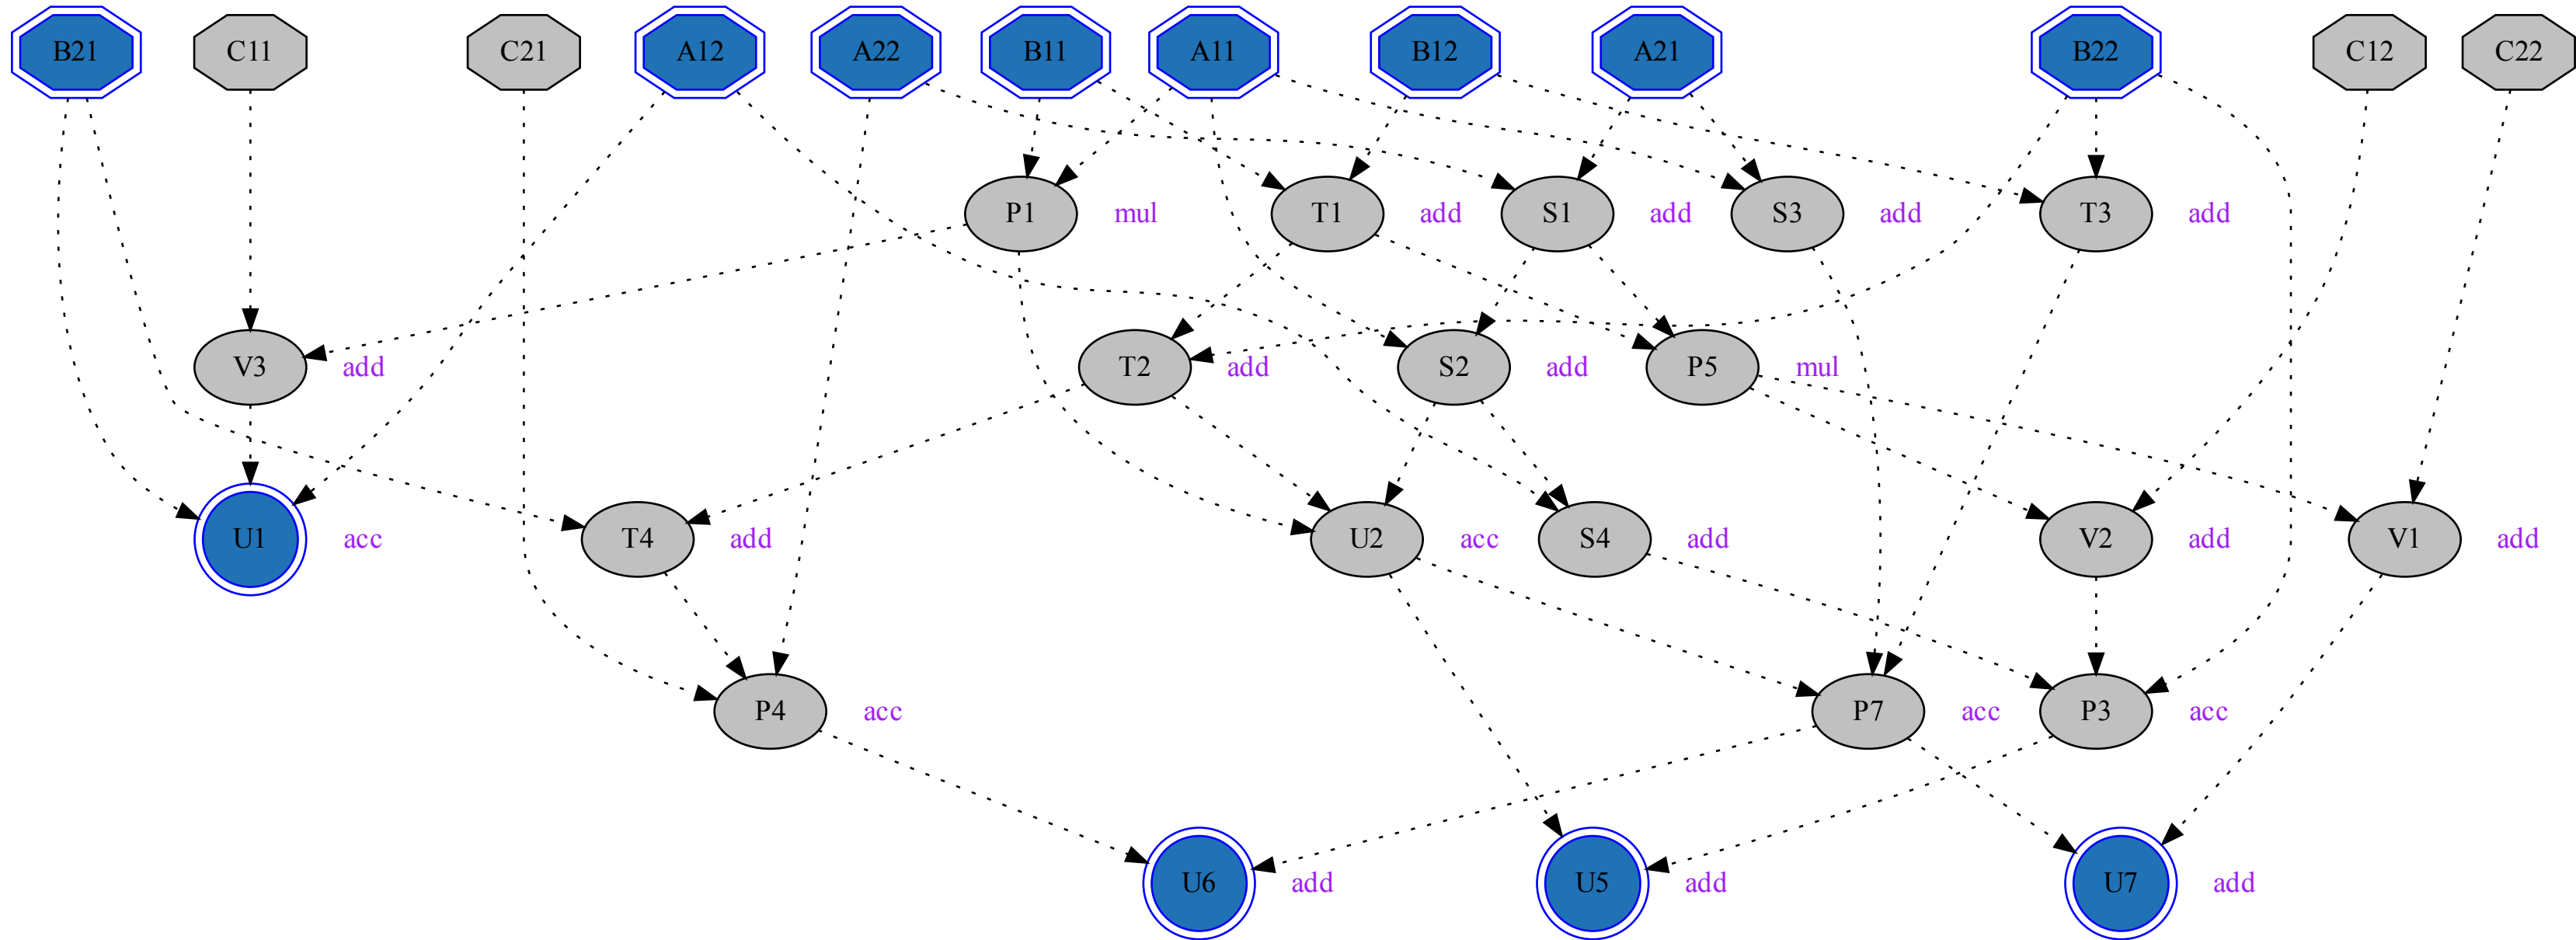 B21 C11 C21 A12 A22 B11 A11 B12 A21 B22 C12 C22
P1 mul T1 add S1 add S3 add T3 add
V3 add T2 add S2 add P5 mul
U1 acc T4 add U2 acc S4 add V2 add V1 add
P4 acc P7 acc P3 acc
U6 add U5 add U7 add